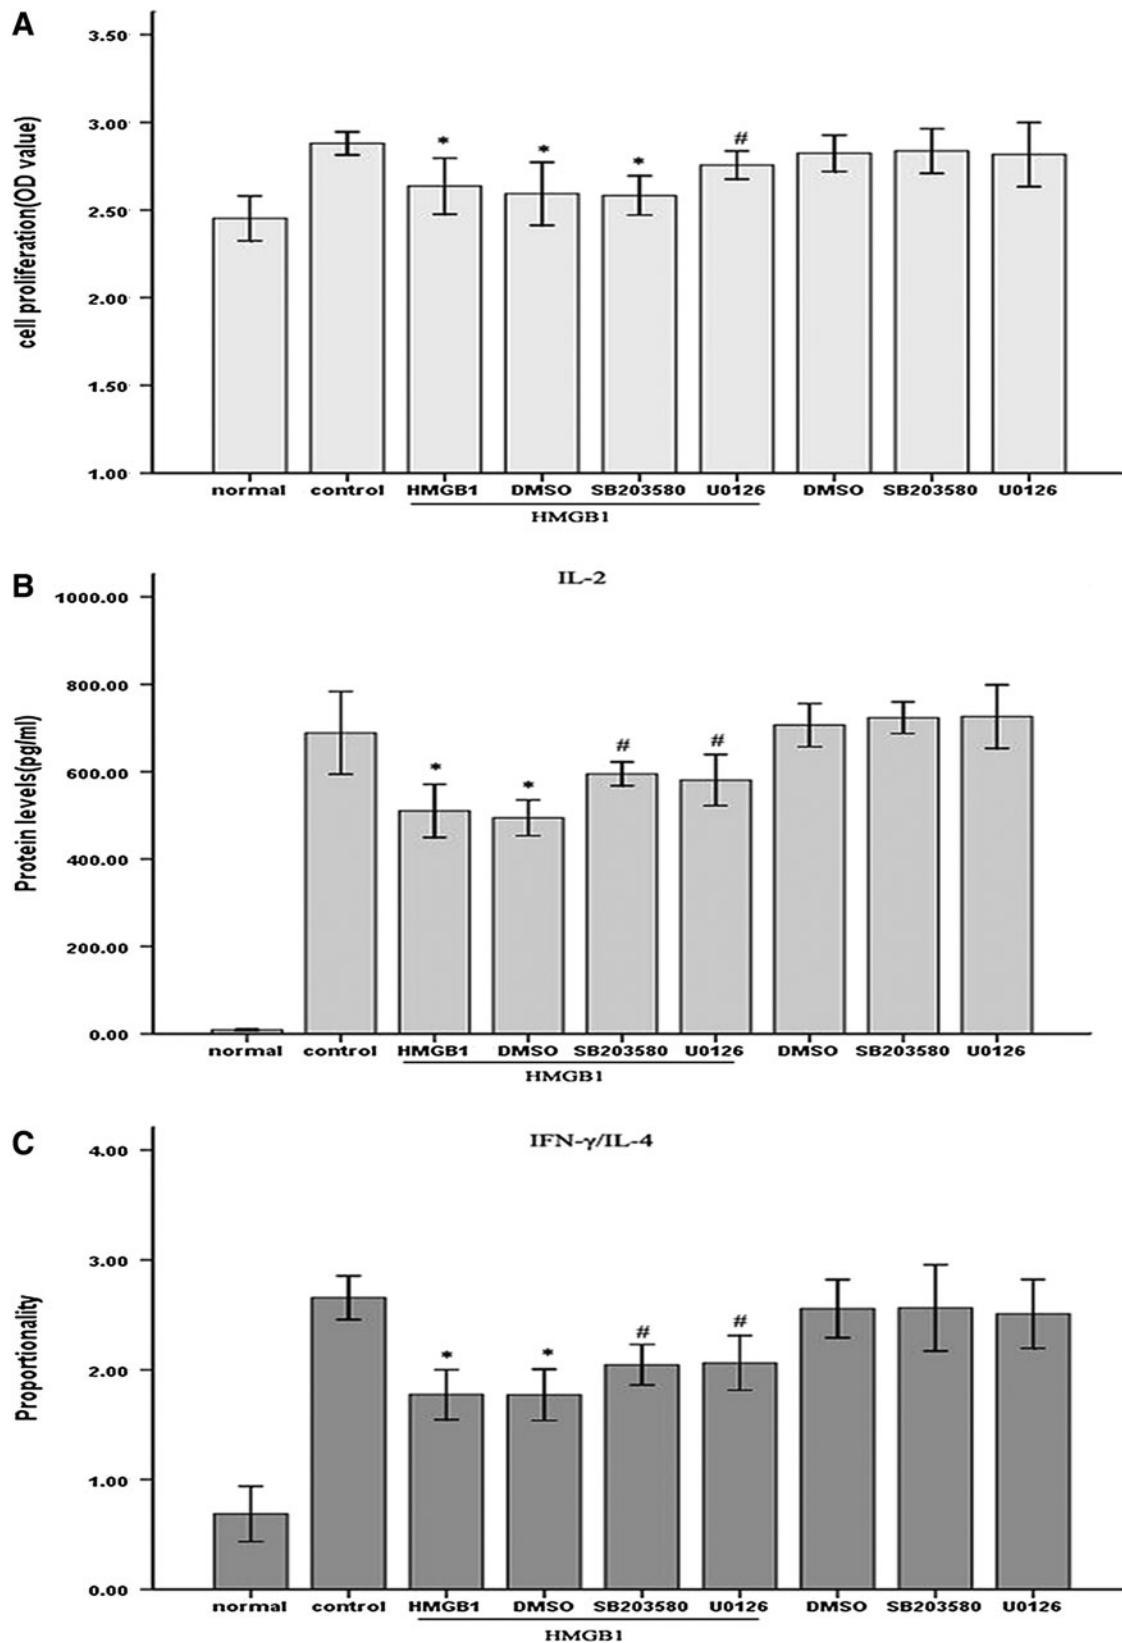 A
3.50
3.00
2.50
2.00
1.50
1.00
cell proliferation(OD value)
* * * #
normal control HMGB1 DMSO SB203580 U0126 DMSO SB203580 U0126
HMGB1
B
IL-2
1000.00
800.00
600.00
400.00
200.00
0.00
Protein levels(pg/ml)
* * # #
normal control HMGB1 DMSO SB203580 U0126 DMSO SB203580 U0126
HMGB1
C
IFN-γ/IL-4
4.00
3.00
2.00
1.00
0.00
Proportionality
* * # #
normal control HMGB1 DMSO SB203580 U0126 DMSO SB203580 U0126
HMGB1